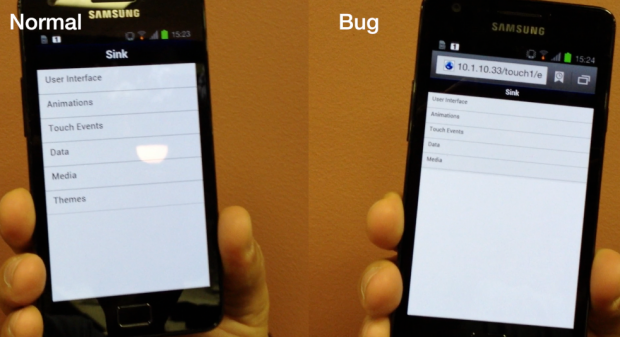 Normal
SAMSUNG
15:23
Sink
User Interface
Animations
Touch Events
Data
Media
Themes
Bug
SAMSUNG
15:24
10.1.10.33/touch1/e
Sink
User Interface
Animations
Touch Events
Data
Media